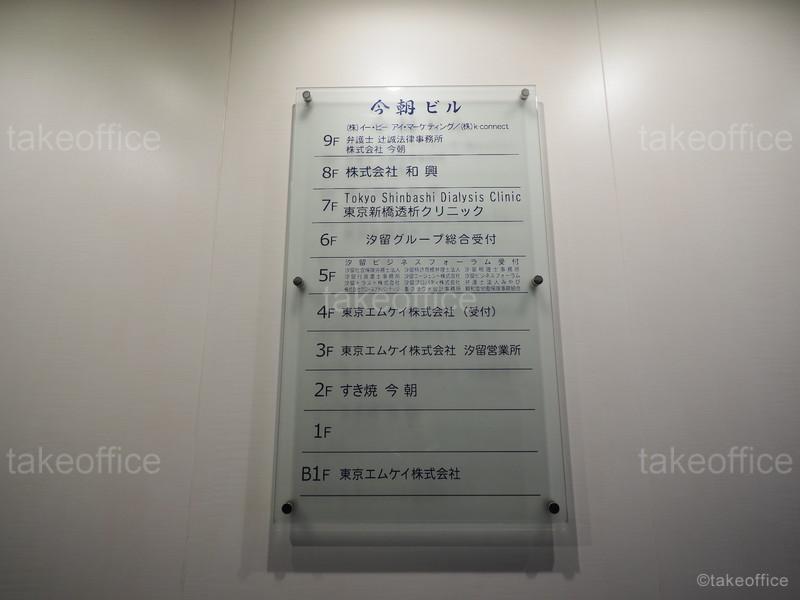 今朝ビル
(株)イー・ビー アイ・マーケティング/(株)k-connect
9F 弁護士 辻誠法律事務所
株式会社 今朝
8F 株式会社 和興
Tokyo Shinbashi Dialysis Clinic
7F 東京新橋透析クリニック
6F 汐留グループ総合受付
汐留ビジネスフォーラム受付
5F
4F 東京エムケイ株式会社 (受付)
3F 東京エムケイ株式会社 汐留営業所
2F すき焼 今朝
1F
B1F 東京エムケイ株式会社
takeoffice
takeoffice
takeoffice
takeoffice
takeoffice
©takeoffice